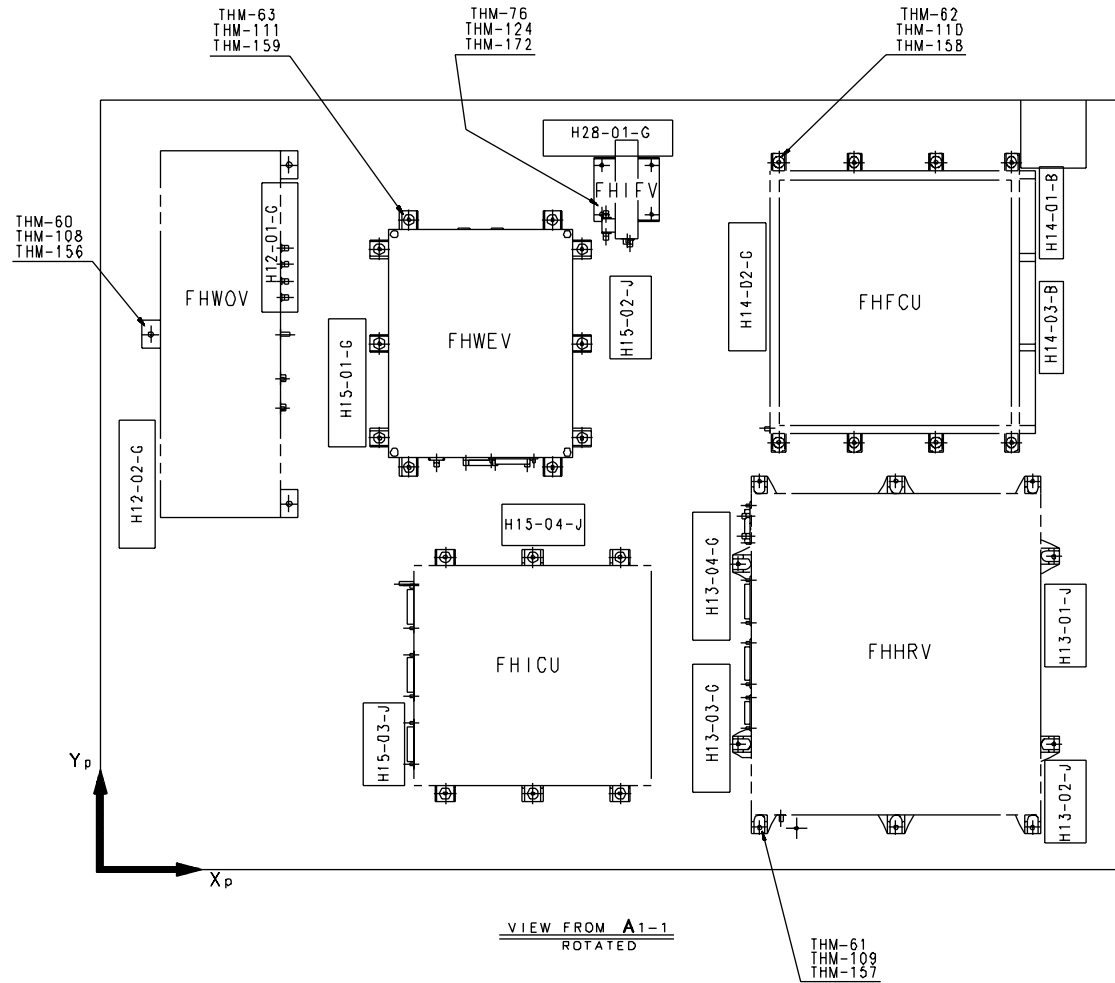 THM-63
THM-111
THM-159
THM-76
THM-124
THM-172
THM-62
THM-11D
THM-158
H28-01-G
FHIFV
THM-60
THM-108
THM-156
H12-01-G
FHWOV
H12-02-G
H15-01-G
FHWEV
H15-02-J
H14-D2-G
FHFCU
H14-01-B
H14-03-B
H15-04-J
FHICU
H15-03-J
H13-04-G
H13-03-G
FHHRV
H13-01-J
H13-02-J
Yp
Xp
VIEW FROM A1-1
ROTATED
THM-61
THM-109
THM-157